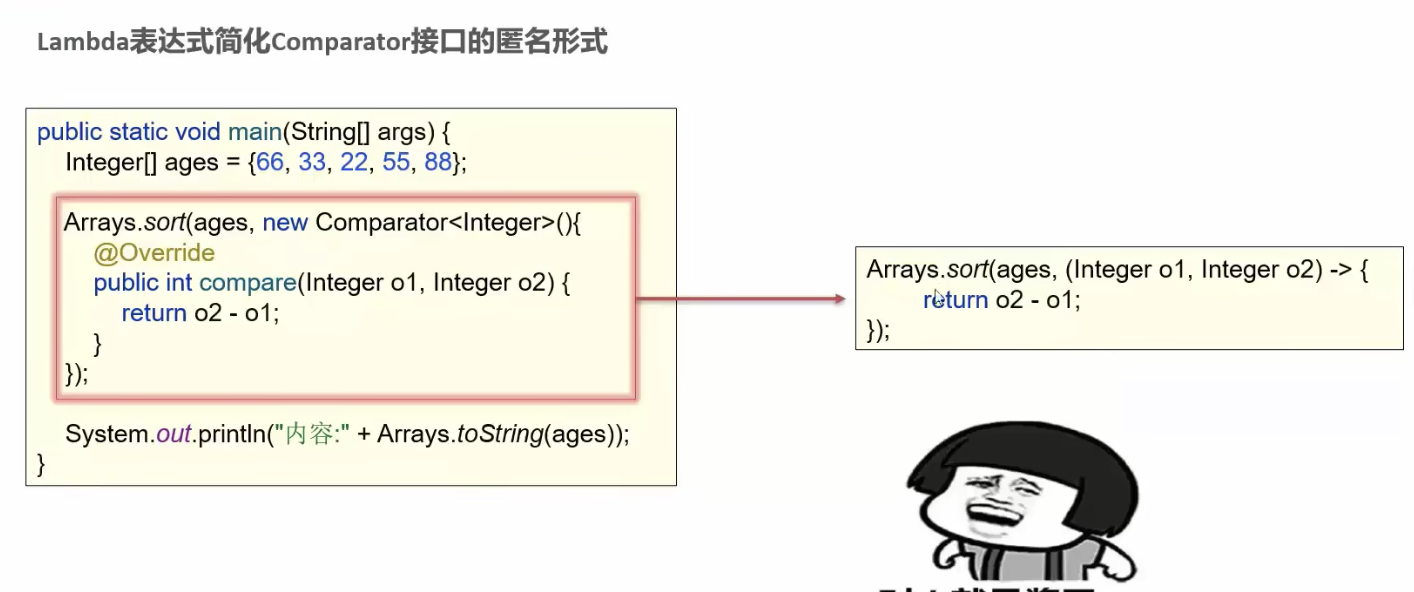 Lambda表达式简化Comparator接口的匿名形式
public static void main(String[] args) {
Integer[] ages = {66, 33, 22, 55, 88};
Arrays.sort(ages, new Comparator<Integer>(){
@Override
public int compare(Integer o1, Integer o2) {
return o2 - o1;
}
});
System.out.println("内容:" + Arrays.toString(ages));
}
Arrays.sort(ages, (Integer o1, Integer o2) -> {
return o2 - o1;
});